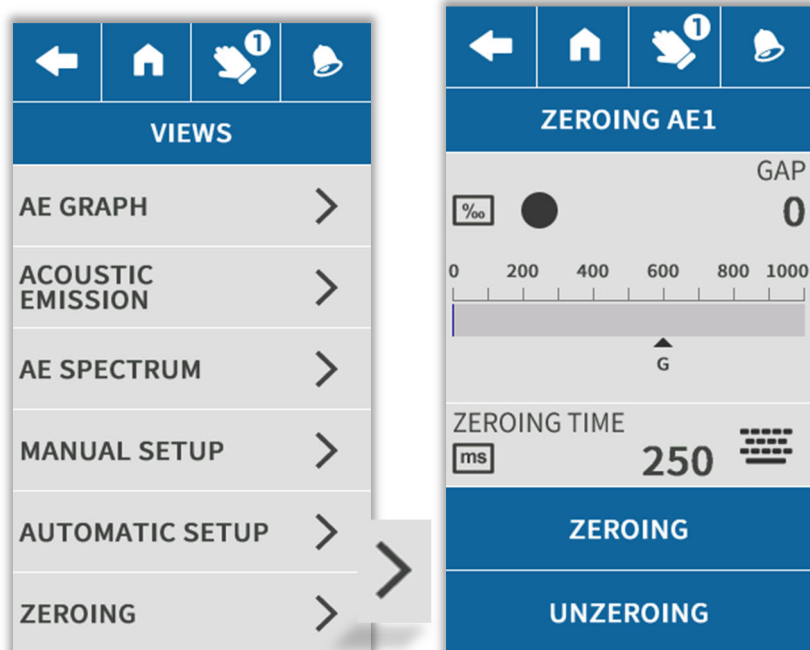 1
VIEWS
AE GRAPH
ACOUSTIC
EMISSION
AE SPECTRUM
MANUAL SETUP
AUTOMATIC SETUP
ZEROING
1
ZEROING AE1
GAP
‰ 0
0 200 400 600 800 1000
G
ZEROING TIME
ms 250
ZEROING
UNZEROING